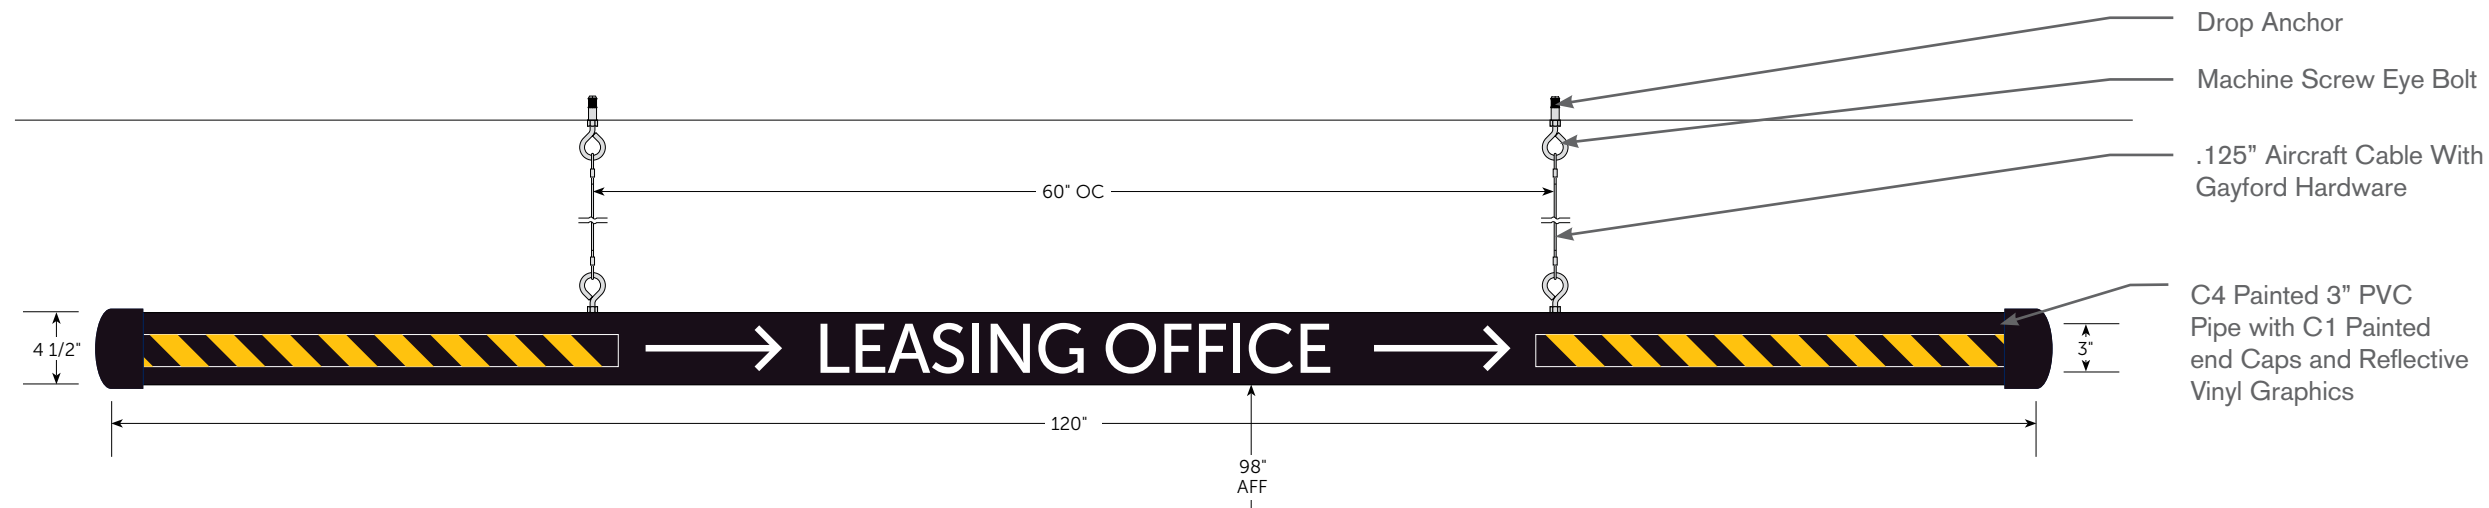 Drop Anchor
Machine Screw Eye Bolt
.125” Aircraft Cable With
Gayford Hardware
60" OC
C4 Painted 3” PVC
Pipe with C1 Painted
end Caps and Reflective
Vinyl Graphics
4 1/2"
LEASING OFFICE
3"
120"
98"
AFF